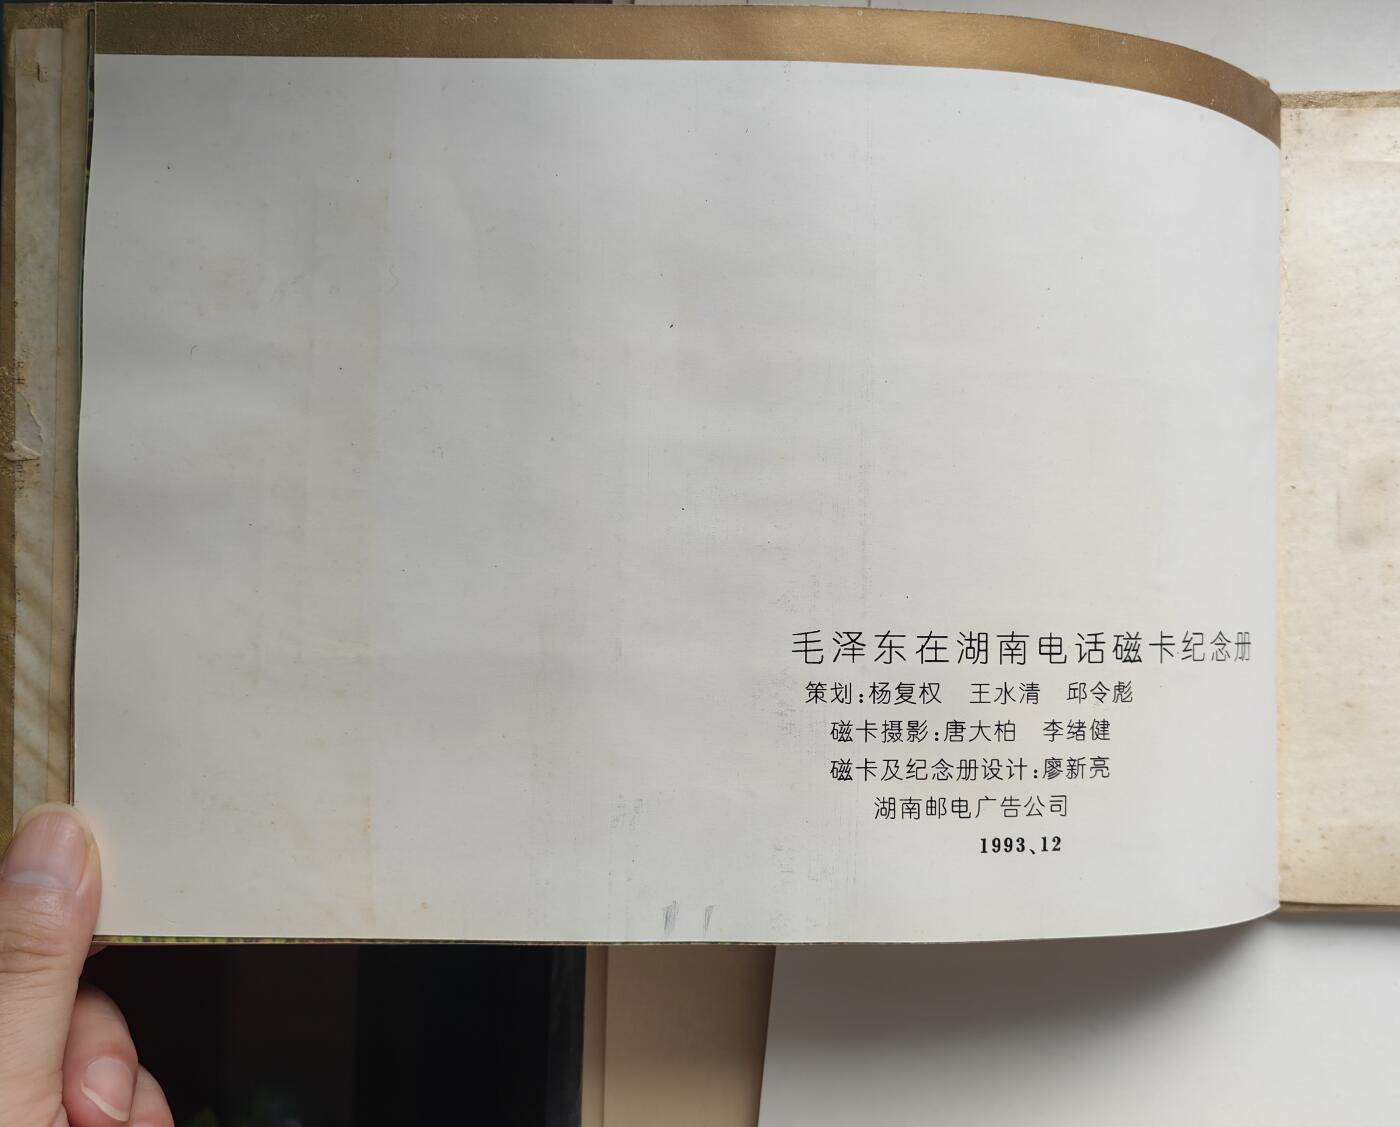 毛泽东在湖南电话磁卡纪念册
策划:杨复权 王水清 邱令彪
磁卡摄影:唐大柏 李绪健
磁卡及纪念册设计:廖新亮
湖南邮电广告公司
1993、12